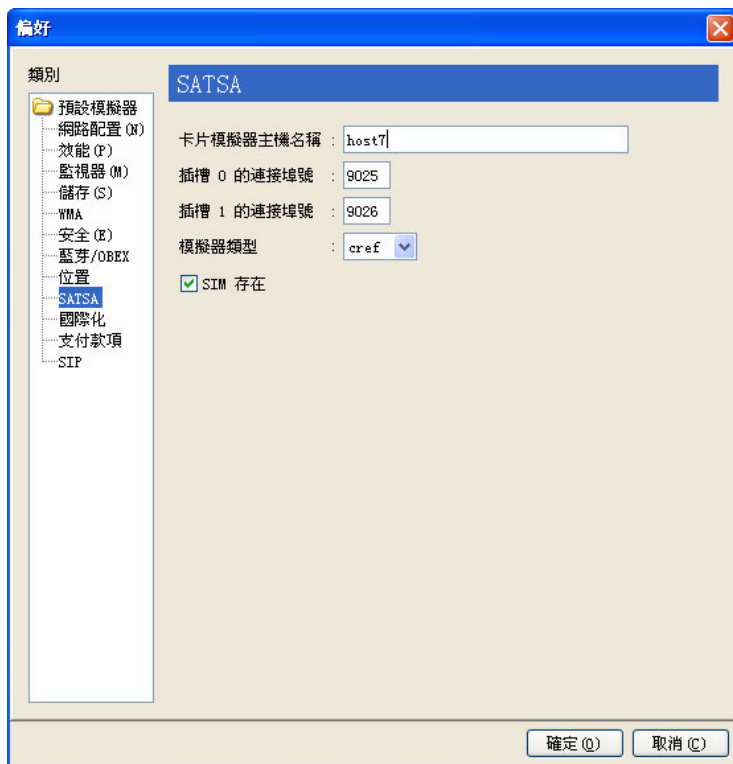 偏好
類別
預設模擬器
網路配置(N)
效能(P)
監視器(M)
儲存(S)
WMA
安全(E)
藍芽/OBEX
位置
SATSA
國際化
支付款項
SIP
SATSA
卡片模擬器主機名稱 : host7
插槽 0 的連接埠號 : 9025
插槽 1 的連接埠號 : 9026
模擬器類型 : cref
SIM 存在
確定(O) 取消(C)